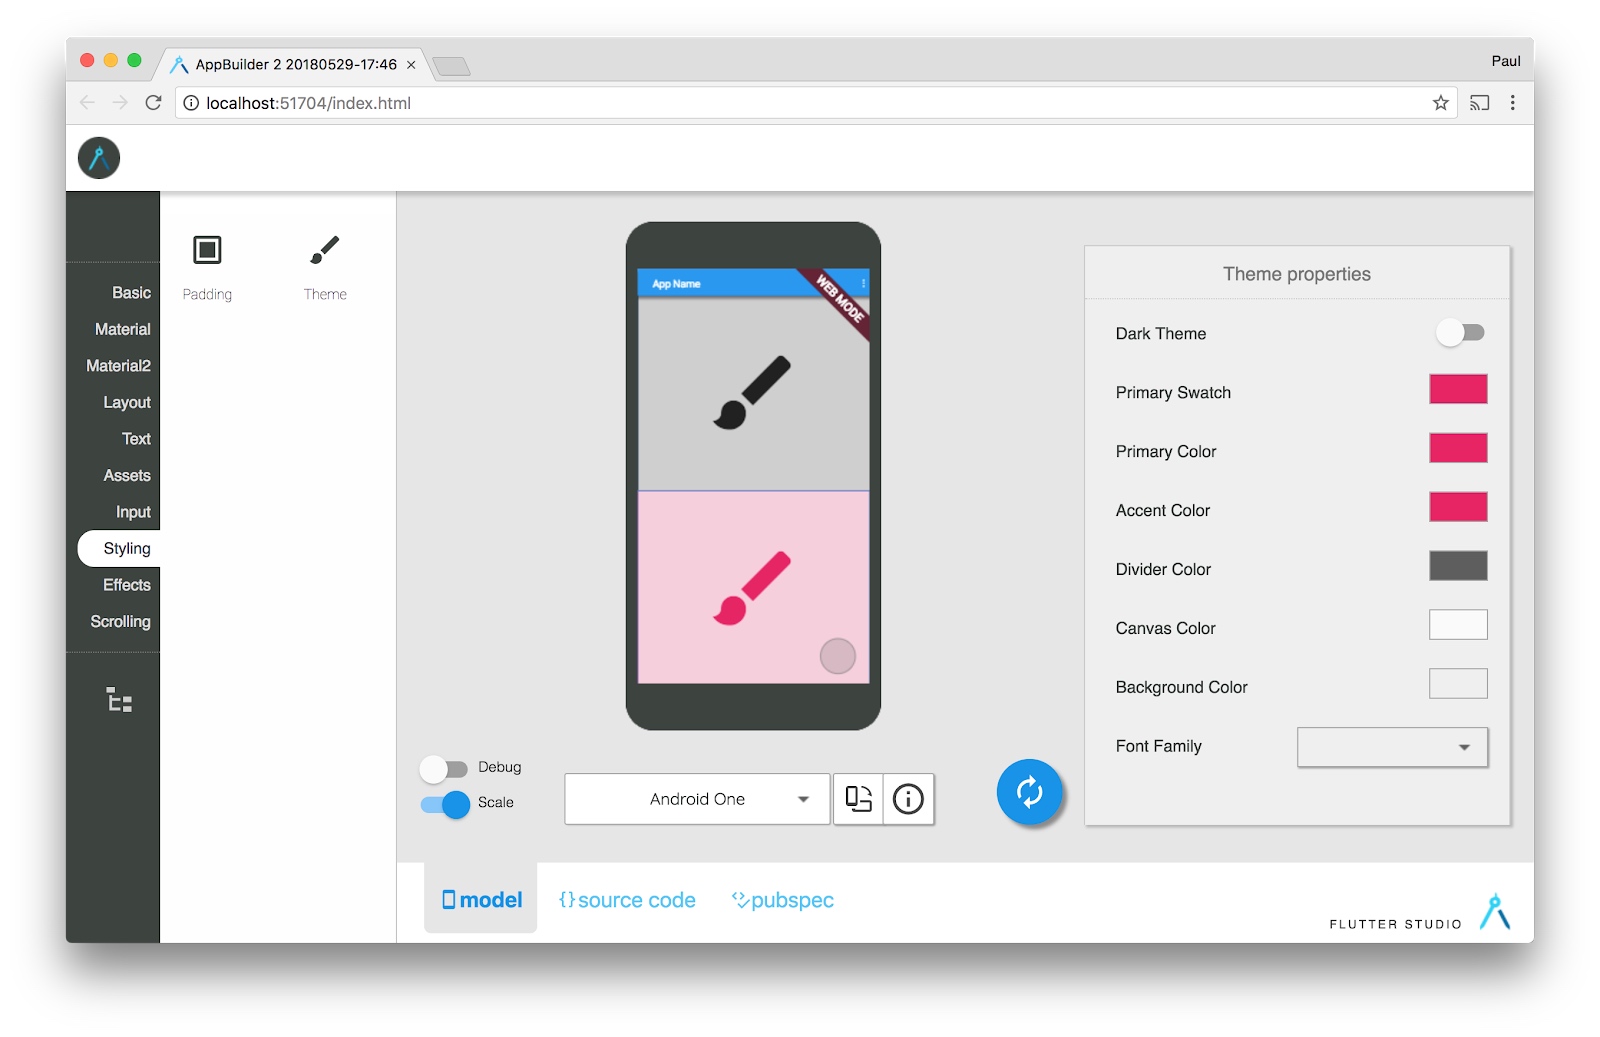 AppBuilder 2 20180529-17:46
Paul
localhost:51704/index.html
Basic
Material
Material2
Layout
Text
Assets
Input
Styling
Effects
Scrolling
Padding
Theme
App Name
WEB MODE
Debug
Scale
Android One
Theme properties
Dark Theme
Primary Swatch
Primary Color
Accent Color
Divider Color
Canvas Color
Background Color
Font Family
model
{}source code
pubspec
FLUTTER STUDIO